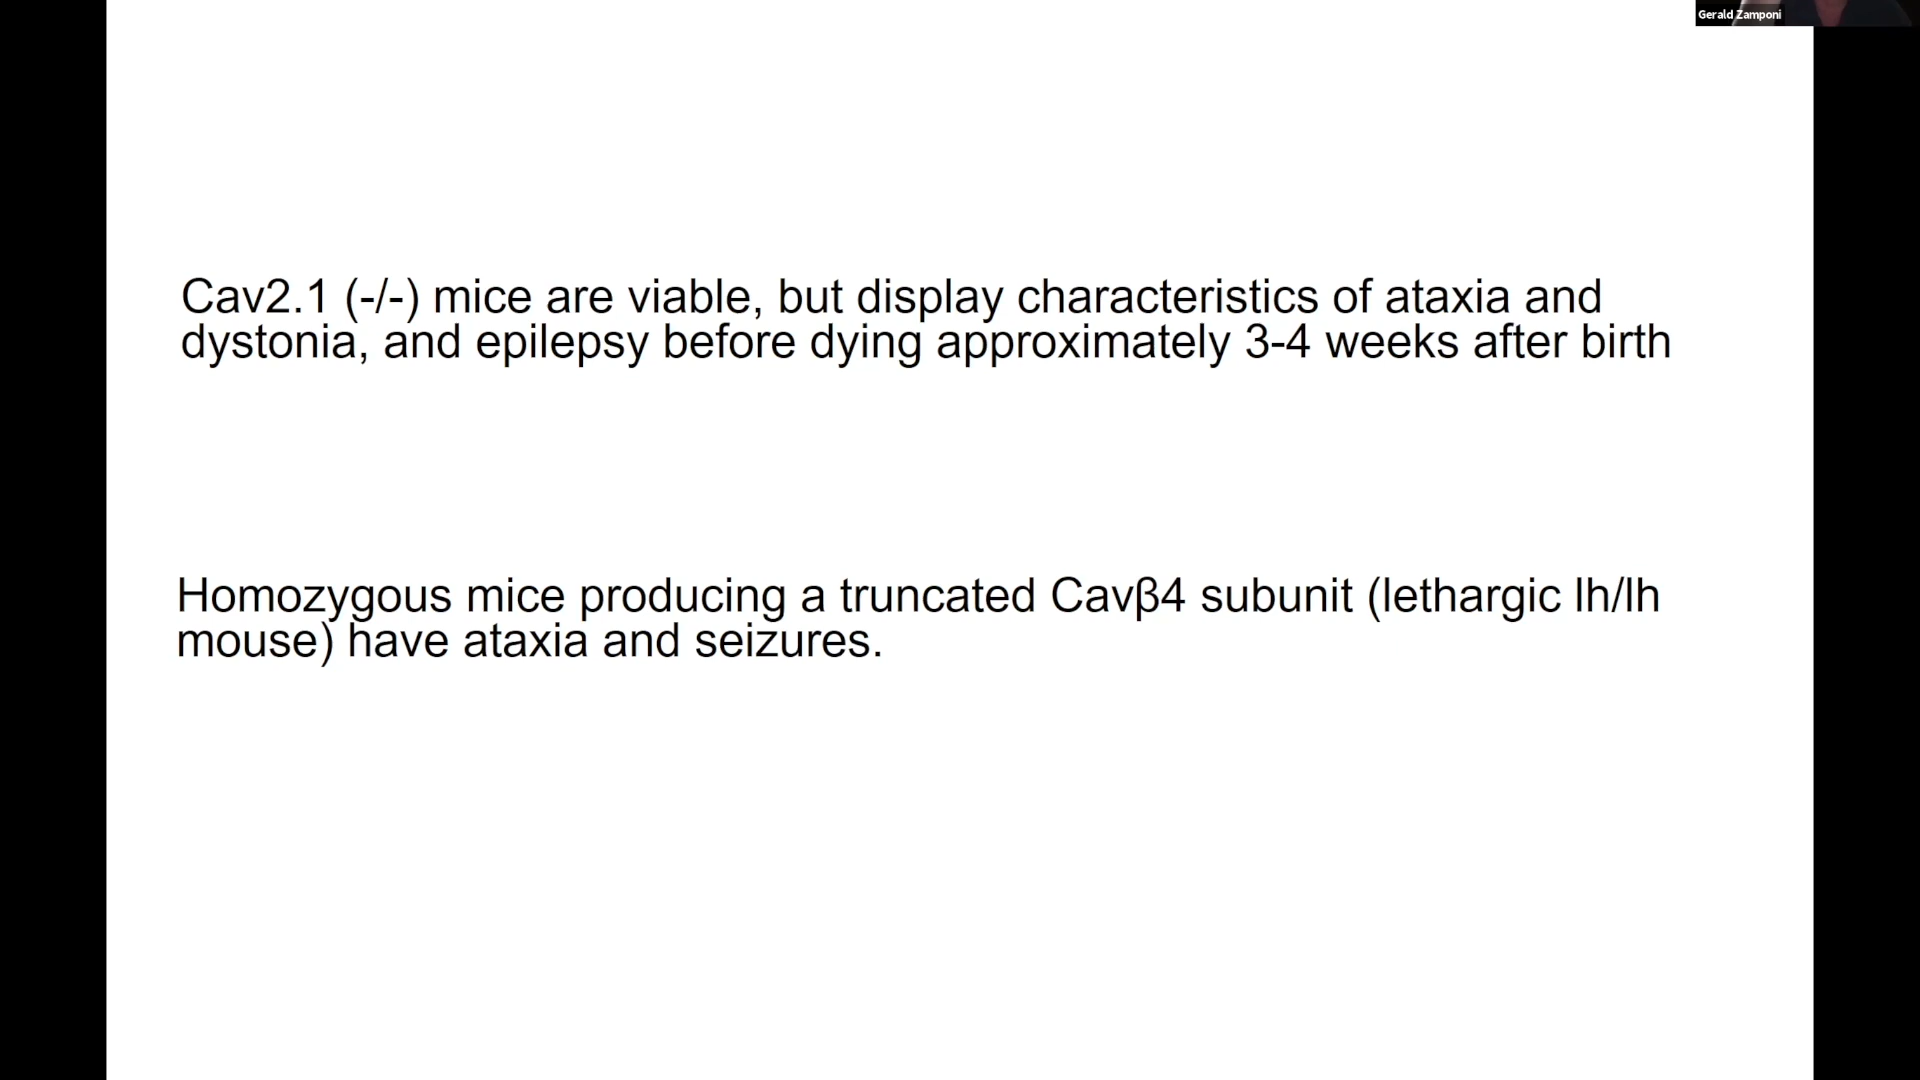 Gerald Zamponi
Cav2.1 (-/-) mice are viable, but display characteristics of ataxia and
dystonia, and epilepsy before dying approximately 3-4 weeks after birth
Homozygous mice producing a truncated Cavβ4 subunit (lethargic lh/lh
mouse) have ataxia and seizures.